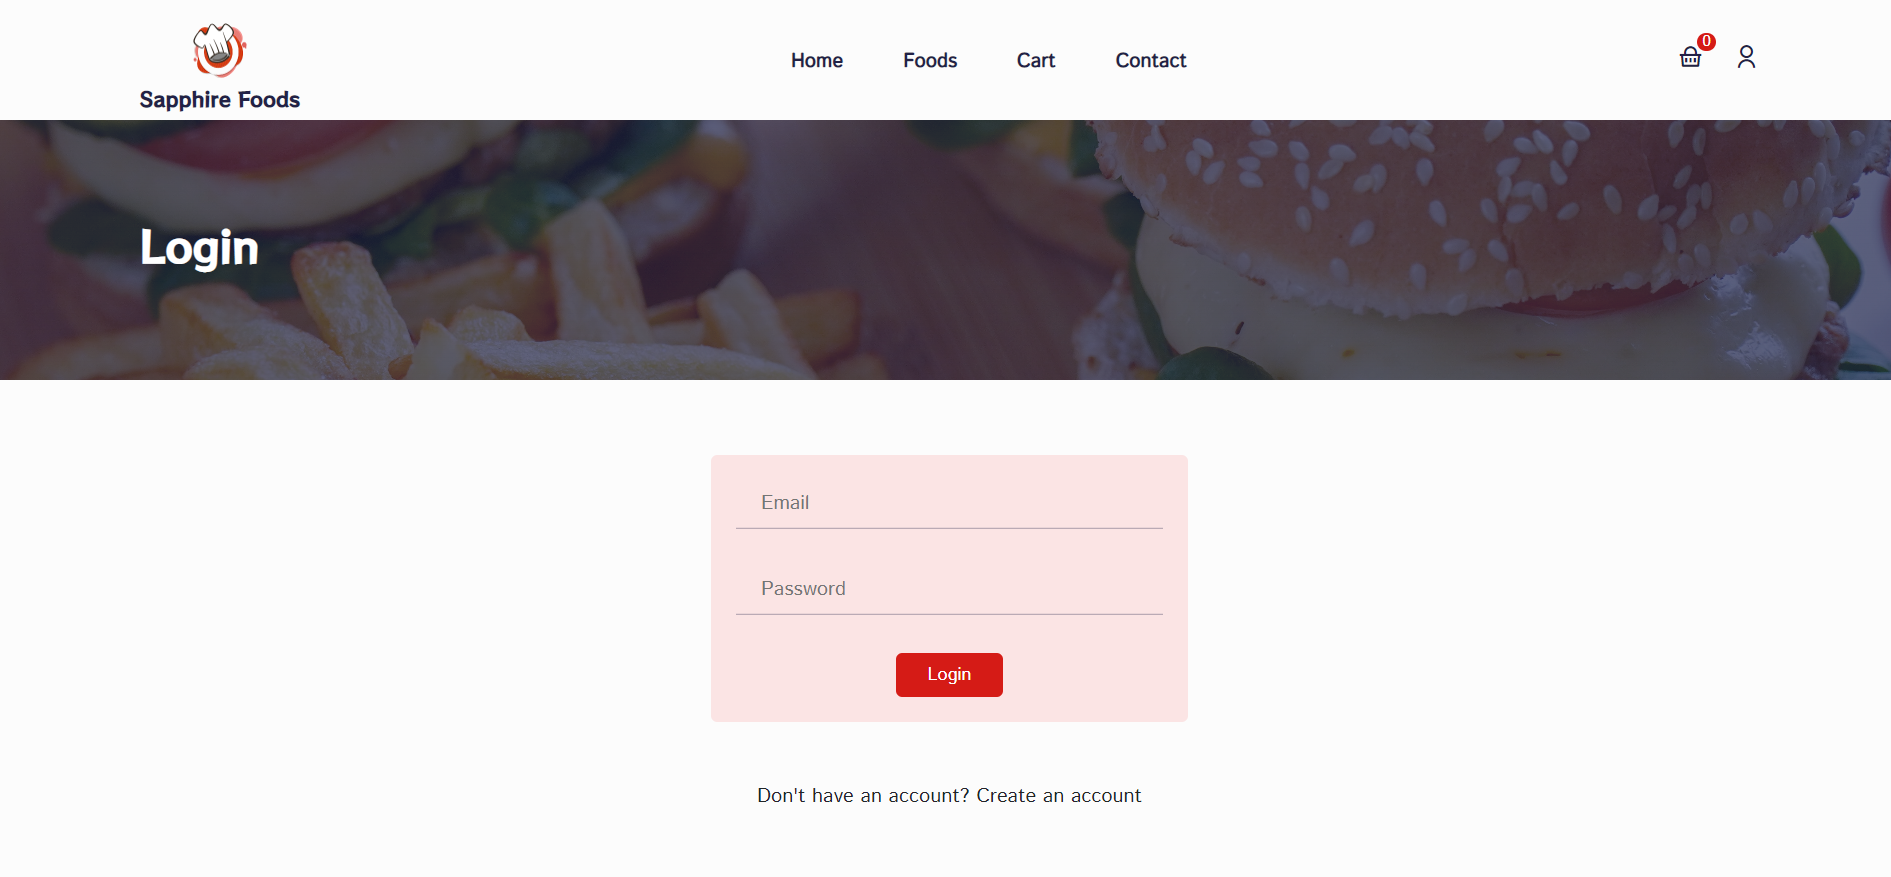 Sapphire Foods
Home Foods Cart Contact
0
Login
Email
Password
Login
Don't have an account? Create an account